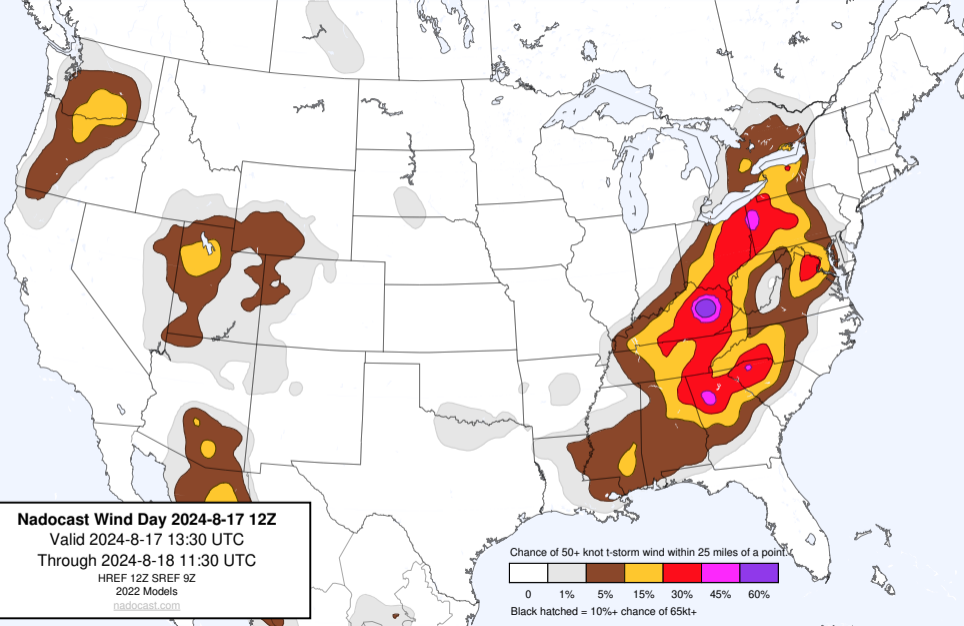 Nadocast Wind Day 2024-8-17 12Z
Valid 2024-8-17 13:30 UTC
Through 2024-8-18 11:30 UTC
HREF 12Z SREF 9Z
2022 Models
nadocast.com
Chance of 50+ knot t-storm wind within 25 miles of a point.
0 1% 5% 15% 30% 45% 60%
Black hatched = 10%+ chance of 65kt+